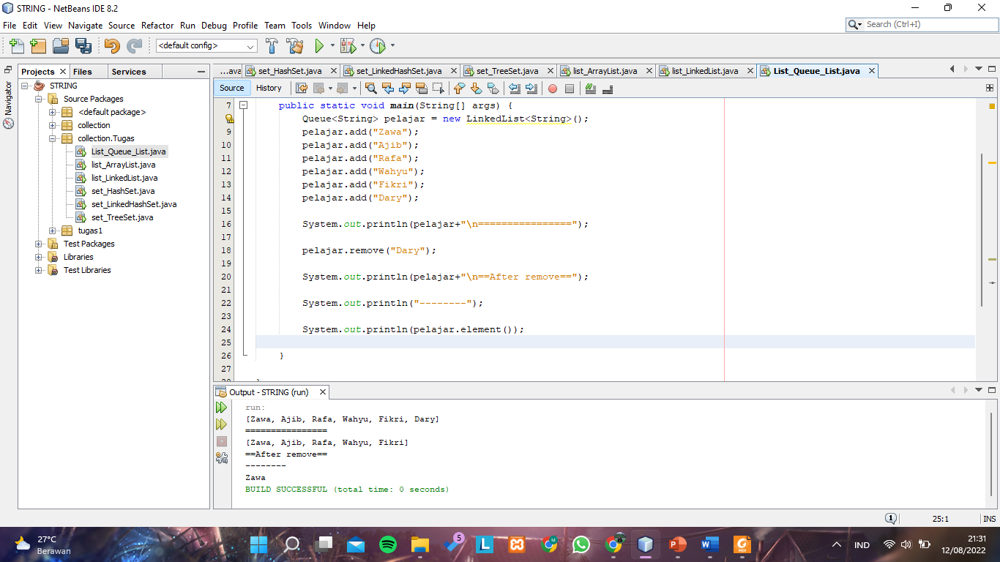 STRING - NetBeans IDE 8.2
File Edit View Navigate Source Refactor Run Debug Profile Team Tools Window Help
Search (Ctrl+I)
<default config>
Projects Files Services
Navigator
STRING
Source Packages
<default package>
collection
collection.Tugas
List_Queue_List.java
list_ArrayList.java
list_LinkedList.java
set_HashSet.java
set_LinkedHashSet.java
set_TreeSet.java
tugas1
Test Packages
Libraries
Test Libraries
...ava set_HashSet.java set_LinkedHashSet.java set_TreeSet.java list_ArrayList.java list_LinkedList.java List_Queue_List.java
Source History
7 public static void main(String[] args) {
Queue<String> pelajar = new LinkedList<String>();
9 pelajar.add("Zawa");
10 pelajar.add("Ajib");
11 pelajar.add("Rafa");
12 pelajar.add("Wahyu");
13 pelajar.add("Fikri");
14 pelajar.add("Dary");
15
16 System.out.println(pelajar+"\n================");
17
18 pelajar.remove("Dary");
19
20 System.out.println(pelajar+"\n==After remove==");
21
22 System.out.println("--------");
23
24 System.out.println(pelajar.element());
25
26 }
27
Output - STRING (run)
run:
[Zawa, Ajib, Rafa, Wahyu, Fikri, Dary]
================
[Zawa, Ajib, Rafa, Wahyu, Fikri]
==After remove==
--------
Zawa
BUILD SUCCESSFUL (total time: 0 seconds)
1 25:1 INS
27°C
Berawan
5
L
IND
21:31
12/08/2022